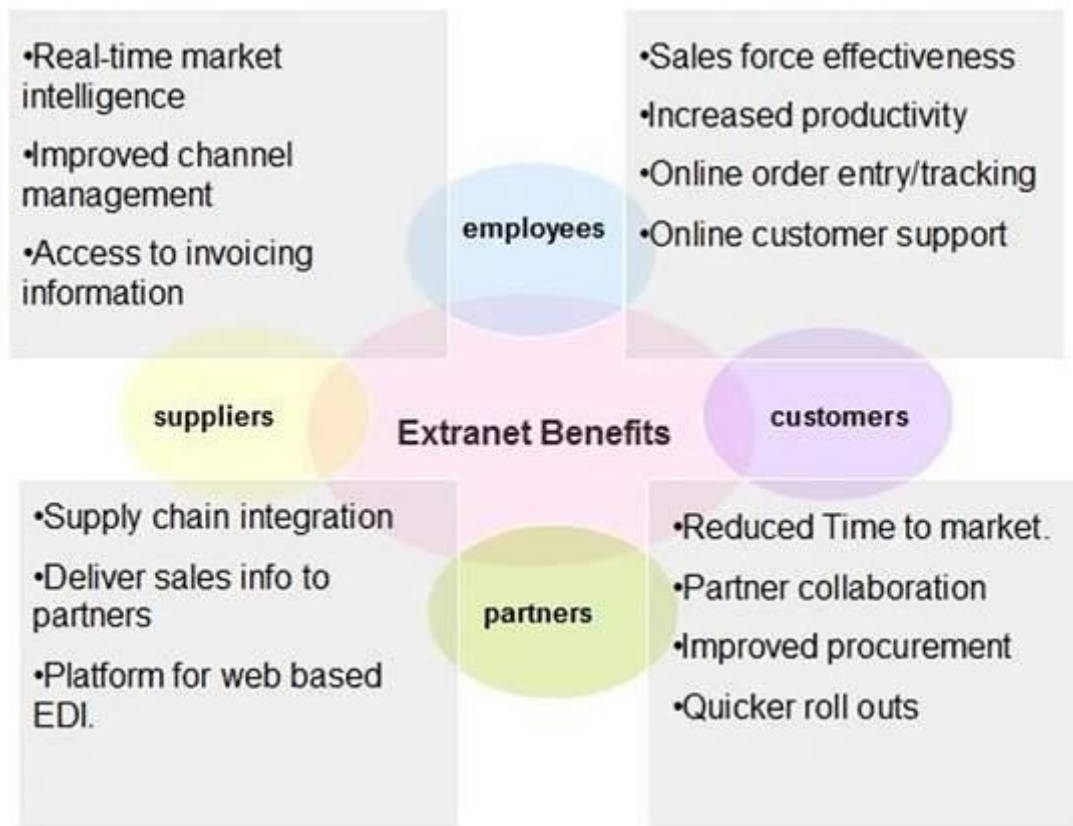 •Real-time market
intelligence
•Improved channel
management
•Access to invoicing
information
•Sales force effectiveness
•Increased productivity
•Online order entry/tracking
•Online customer support
employees
suppliers
Extranet Benefits
customers
partners
•Supply chain integration
•Deliver sales info to
partners
•Platform for web based
EDI.
•Reduced Time to market.
•Partner collaboration
•Improved procurement
•Quicker roll outs